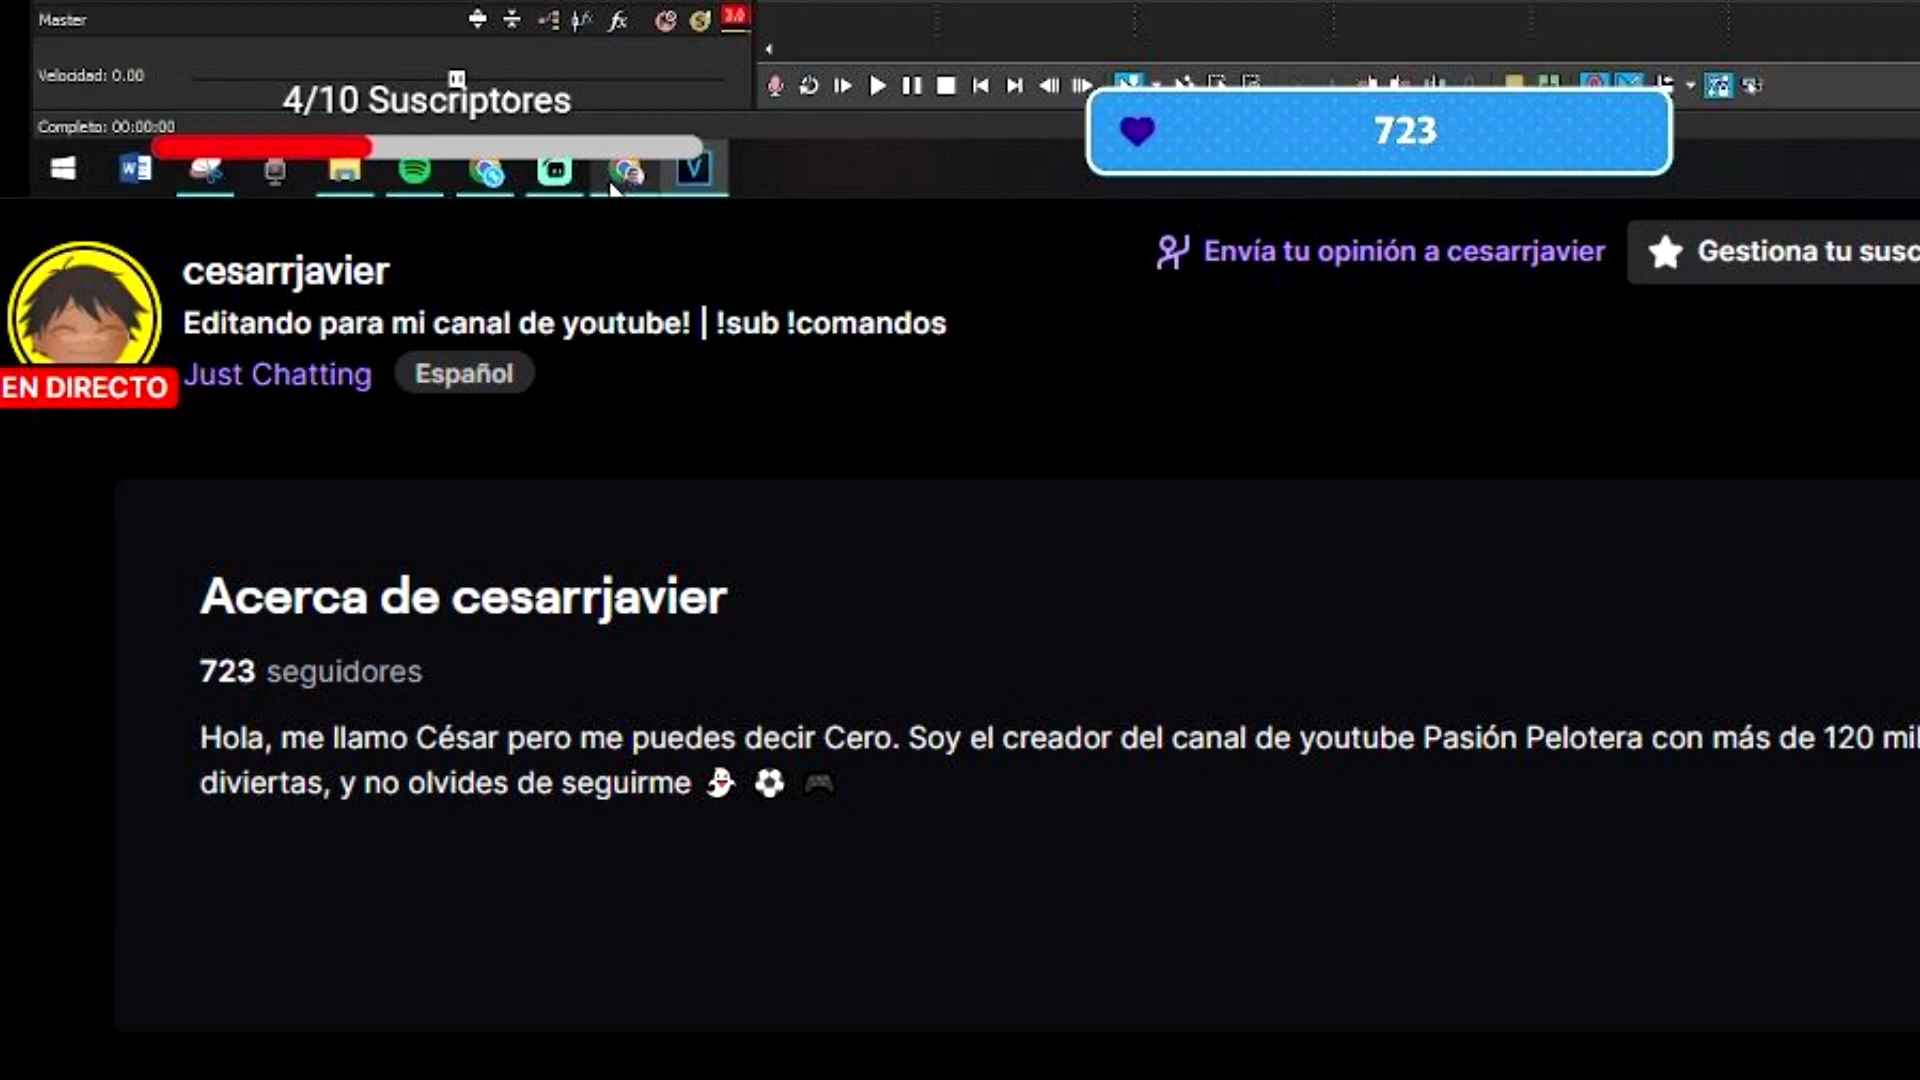 Master
3.0
Velocidad: 0.00
4/10 Suscriptores
Completo: 00:00:00
723
cesarrjavier
Envía tu opinión a cesarrjavier
Gestiona tu susc
Editando para mi canal de youtube! | !sub !comandos
EN DIRECTO
Just Chatting
Español
Acerca de cesarrjavier
723 seguidores
Hola, me llamo César pero me puedes decir Cero. Soy el creador del canal de youtube Pasión Pelotera con más de 120 mil
diviertas, y no olvides de seguirme 👻 ⚽ 🎮